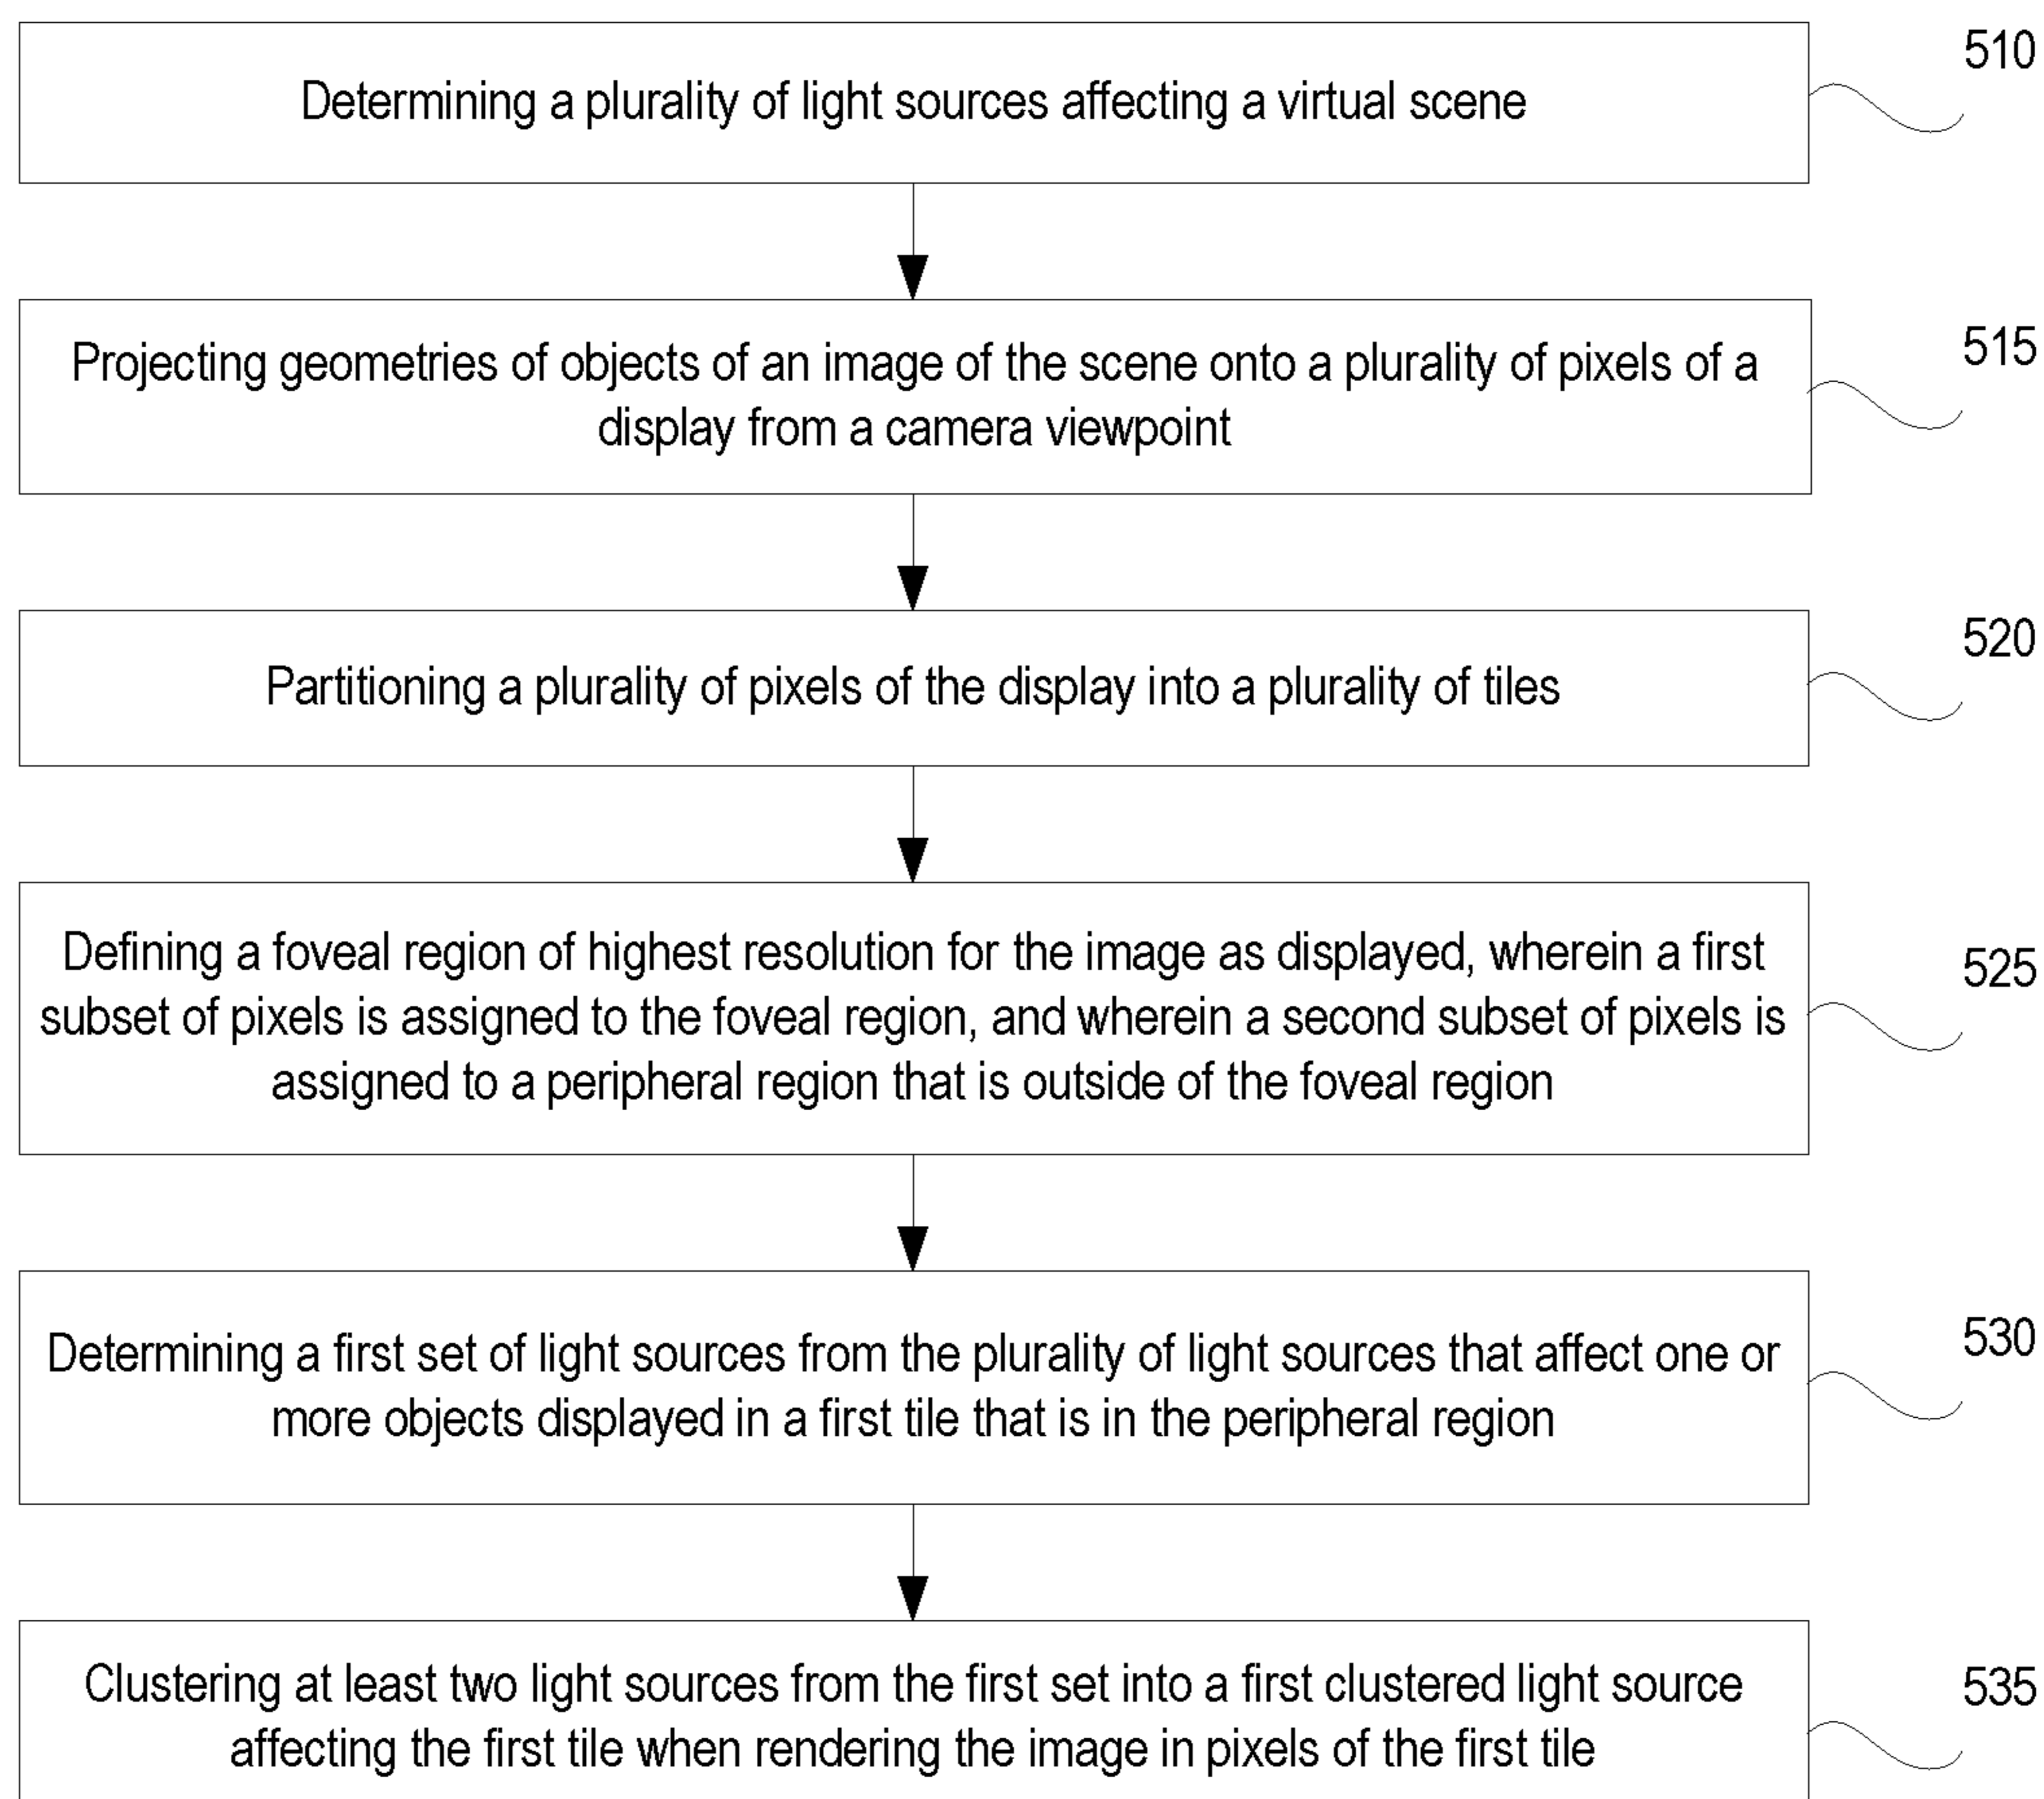 510
Determining a plurality of light sources affecting a virtual scene
515
Projecting geometries of objects of an image of the scene onto a plurality of pixels of a
display from a camera viewpoint
520
Partitioning a plurality of pixels of the display into a plurality of tiles
525
Defining a foveal region of highest resolution for the image as displayed, wherein a first
subset of pixels is assigned to the foveal region, and wherein a second subset of pixels is
assigned to a peripheral region that is outside of the foveal region
530
Determining a first set of light sources from the plurality of light sources that affect one or
more objects displayed in a first tile that is in the peripheral region
535
Clustering at least two light sources from the first set into a first clustered light source
affecting the first tile when rendering the image in pixels of the first tile